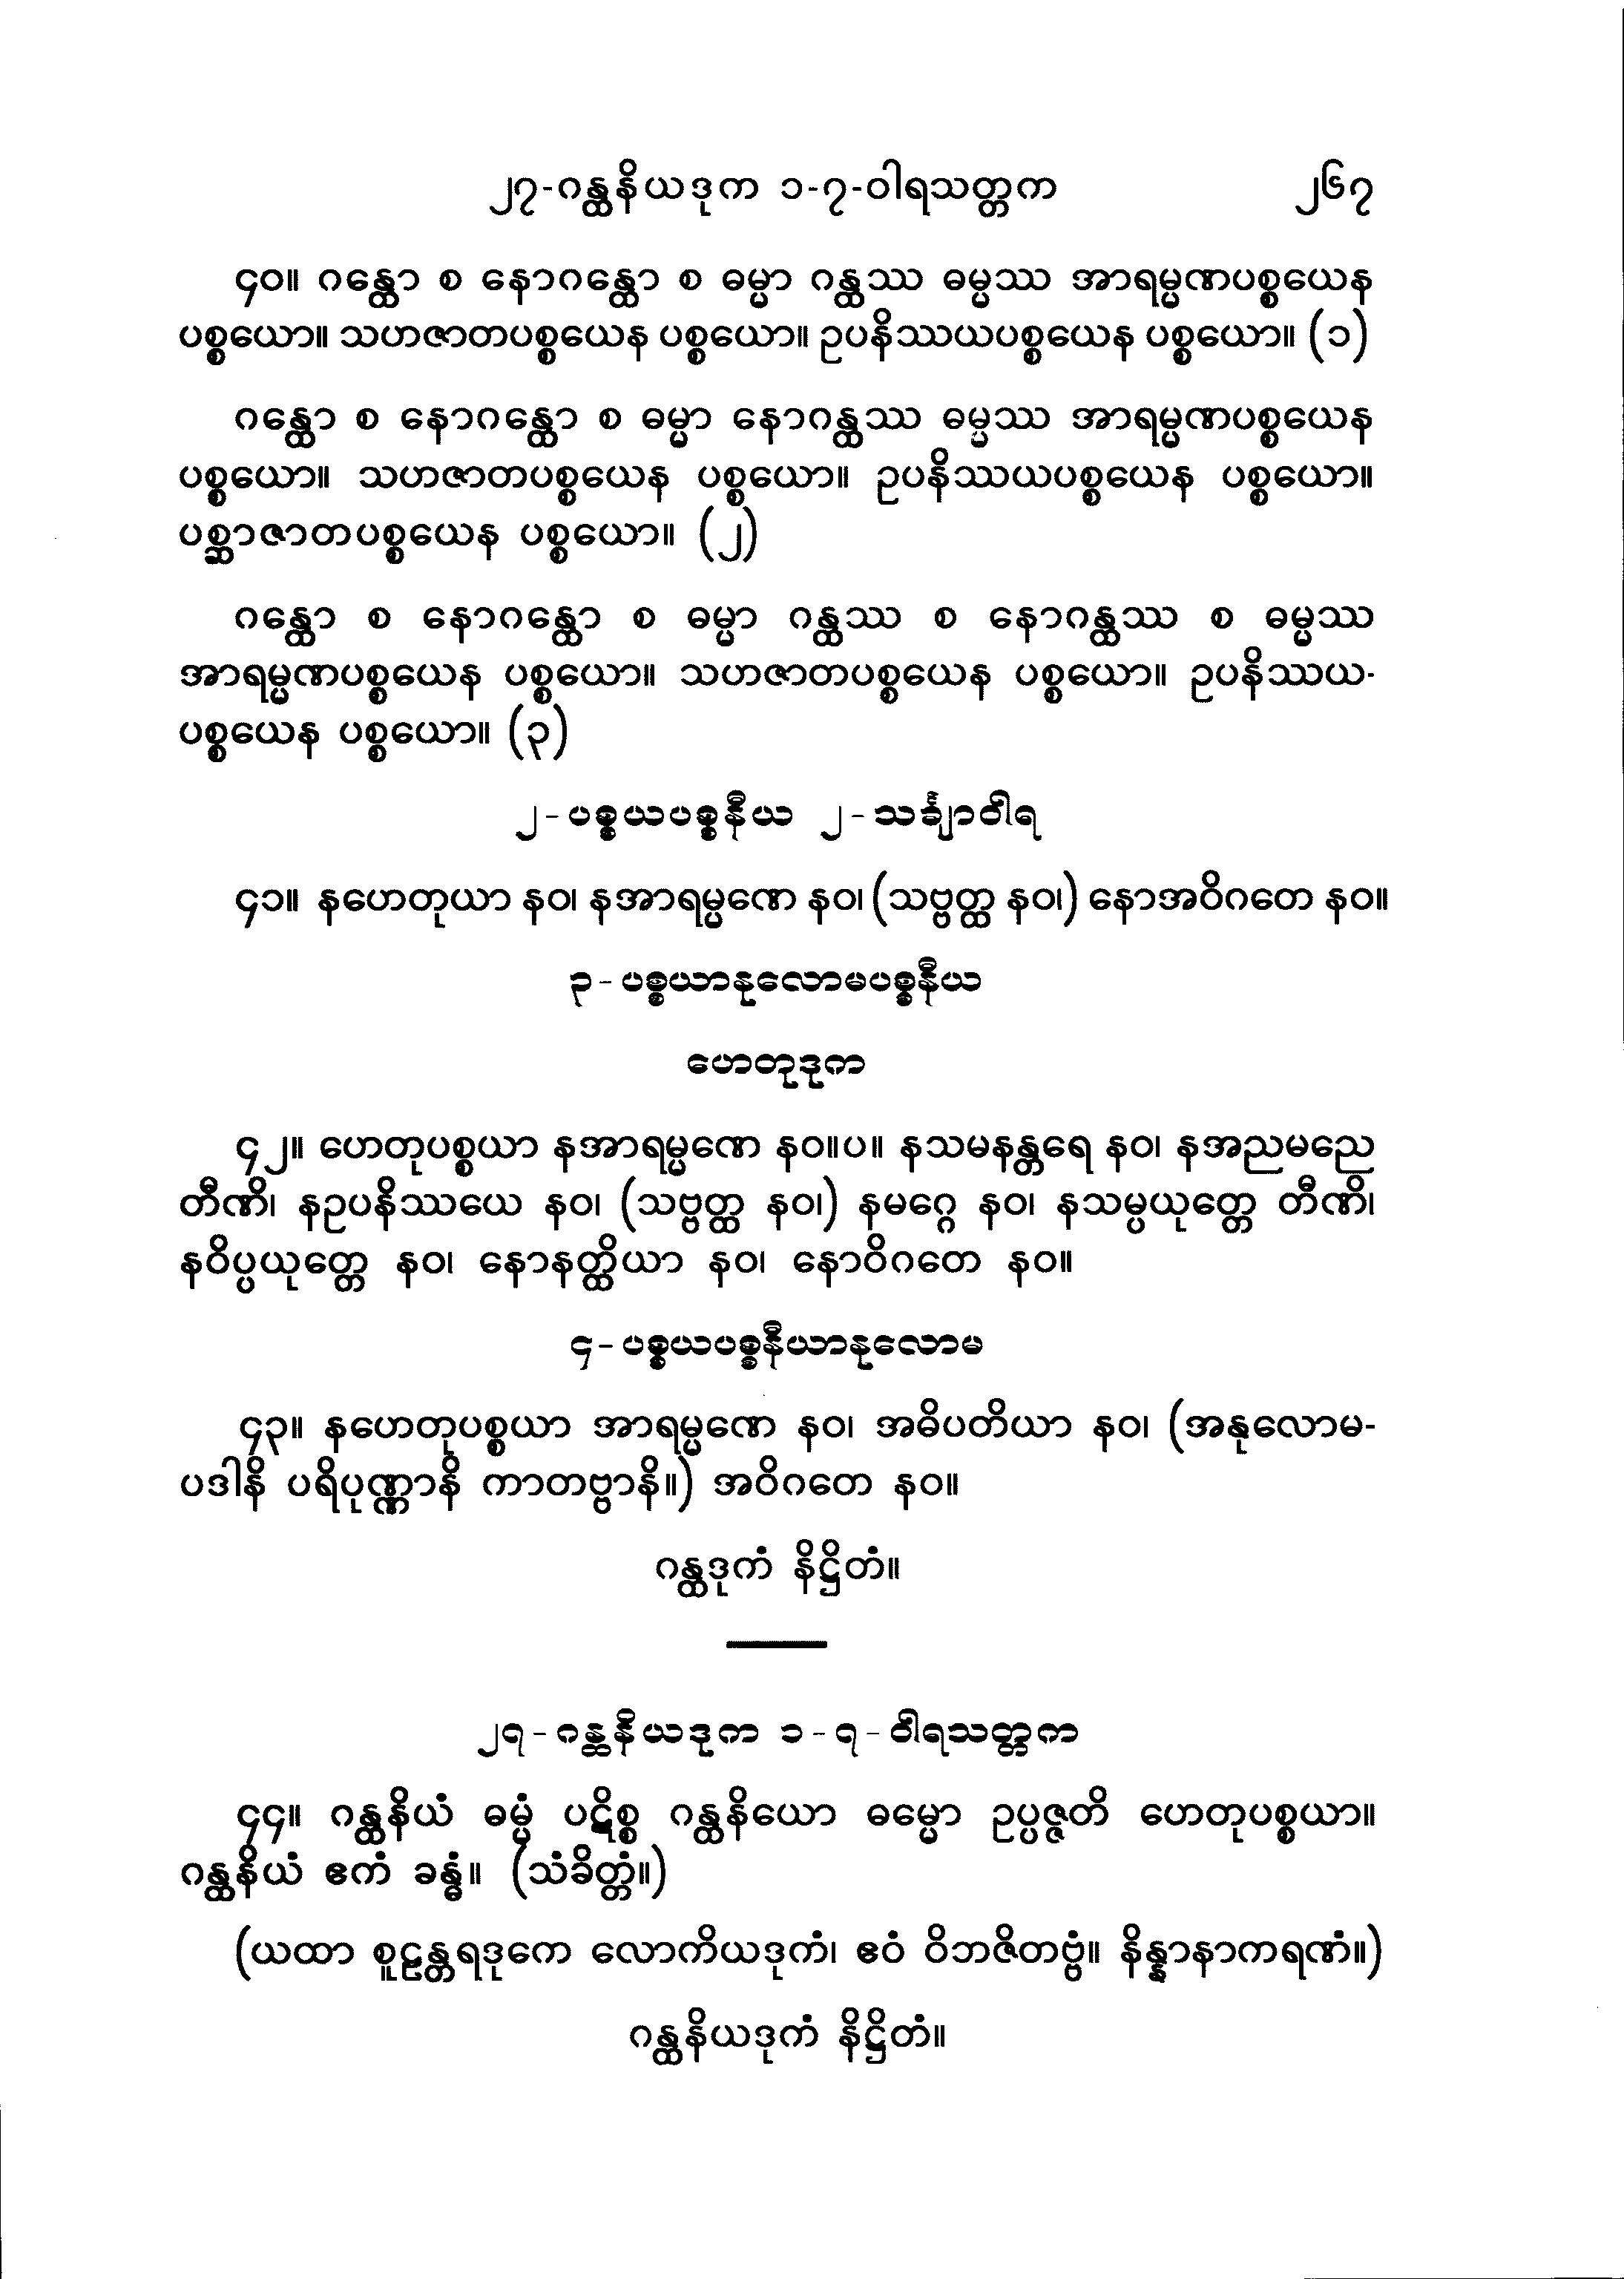 ၂၇-ဂန္ထနိယဒုက ၁-၇-ဝါရသတ္တက ၂၆၇
၄၀။ ဂန္ထော စ နောဂန္ထော စ ဓမ္မာ ဂန္ထဿ ဓမ္မဿ အာရမ္မဏပစ္စယေန
ပစ္စယော။ သဟဇာတပစ္စယေန ပစ္စယော။ ဥပနိဿယပစ္စယေန ပစ္စယော။ (၁)
ဂန္ထော စ နောဂန္ထော စ ဓမ္မာ နောဂန္ထဿ ဓမ္မဿ အာရမ္မဏပစ္စယေန
ပစ္စယော။ သဟဇာတပစ္စယေန ပစ္စယော။ ဥပနိဿယပစ္စယေန ပစ္စယော။
ပစ္ဆာဇာတပစ္စယေန ပစ္စယော။ (၂)
ဂန္ထော စ နောဂန္ထော စ ဓမ္မာ ဂန္ထဿ စ နောဂန္ထဿ စ ဓမ္မဿ
အာရမ္မဏပစ္စယေန ပစ္စယော။ သဟဇာတပစ္စယေန ပစ္စယော။ ဥပနိဿယ-
ပစ္စယေန ပစ္စယော။ (၃)
၂-ပစ္စယပစ္စနီယ ၂-သင်္ချာဝါရ
၄၁။ နဟေတုယာ နဝ၊ နအာရမ္မဏေ နဝ၊ (သဗ္ဗတ္ထ နဝ၊) နောအဝိဂတေ နဝ။
၃-ပစ္စယာနုလောမပစ္စနီယ
ဟေတုဒုက
၄၂။ ဟေတုပစ္စယာ နအာရမ္မဏေ နဝ။ပ။ နသမနန္တရေ နဝ၊ နအညမညေ
တီဏိ၊ နဥပနိဿယေ နဝ၊ (သဗ္ဗတ္ထ နဝ၊) နမဂ္ဂေ နဝ၊ နသမ္ပယုတ္တေ တီဏိ၊
နဝိပ္ပယုတ္တေ နဝ၊ နောနတ္ထိယာ နဝ၊ နောဝိဂတေ နဝ။
၄-ပစ္စယပစ္စနီယာနုလောမ
၄၃။ နဟေတုပစ္စယာ အာရမ္မဏေ နဝ၊ အဓိပတိယာ နဝ၊ (အနုလောမ-
ပဒါနိ ပရိပုဏ္ဏာနိ ကာတဗ္ဗာနိ။) အဝိဂတေ နဝ။
ဂန္ထဒုကံ နိဋ္ဌိတံ။
၂၇-ဂန္ထနိယဒုက ၁-၇-ဝါရသတ္တက
၄၄။ ဂန္ထနိယံ ဓမ္မံ ပဋိစ္စ ဂန္ထနိယော ဓမ္မော ဥပ္ပဇ္ဇတိ ဟေတုပစ္စယာ။
ဂန္ထနိယံ ဧကံ ခန္ဓံ။ (သံခိတ္တံ။)
(ယထာ စူဠန္တရဒုကေ လောကိယဒုကံ၊ ဧဝံ ဝိဘဇိတဗ္ဗံ။ နိန္နာနာကရဏံ။)
ဂန္ထနိယဒုကံ နိဋ္ဌိတံ။